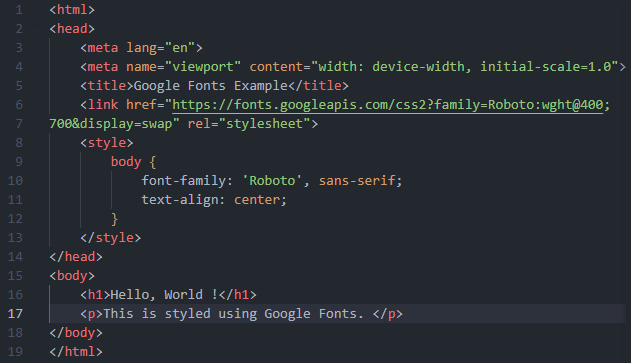 1 <html>
2 <head>
3     <meta lang="en">
4     <meta name="viewport" content="width: device-width, initial-scale=1.0">
5     <title>Google Fonts Example</title>
6     <link href="https://fonts.googleapis.com/css2?family=Roboto:wght@400;
7 700&display=swap" rel="stylesheet">
8     <style>
9         body {
10             font-family: 'Roboto', sans-serif;
11             text-align: center;
12         }
13     </style>
14 </head>
15 <body>
16     <h1>Hello, World !</h1>
17     <p>This is styled using Google Fonts. </p>
18 </body>
19 </html>